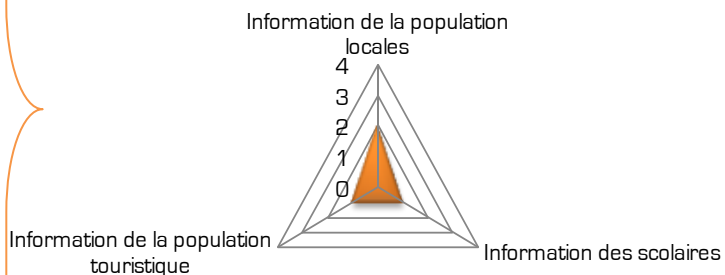 Information de la population
locales
4
3
2
1
0
Information de la population
touristique
Information des scolaires